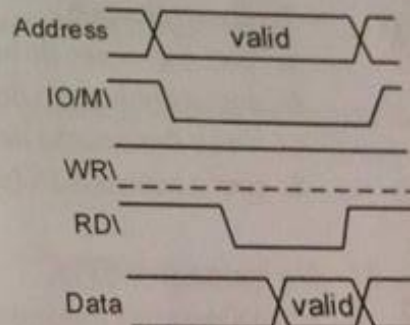 Address valid
IO/M\
WR\
RD\
Data valid